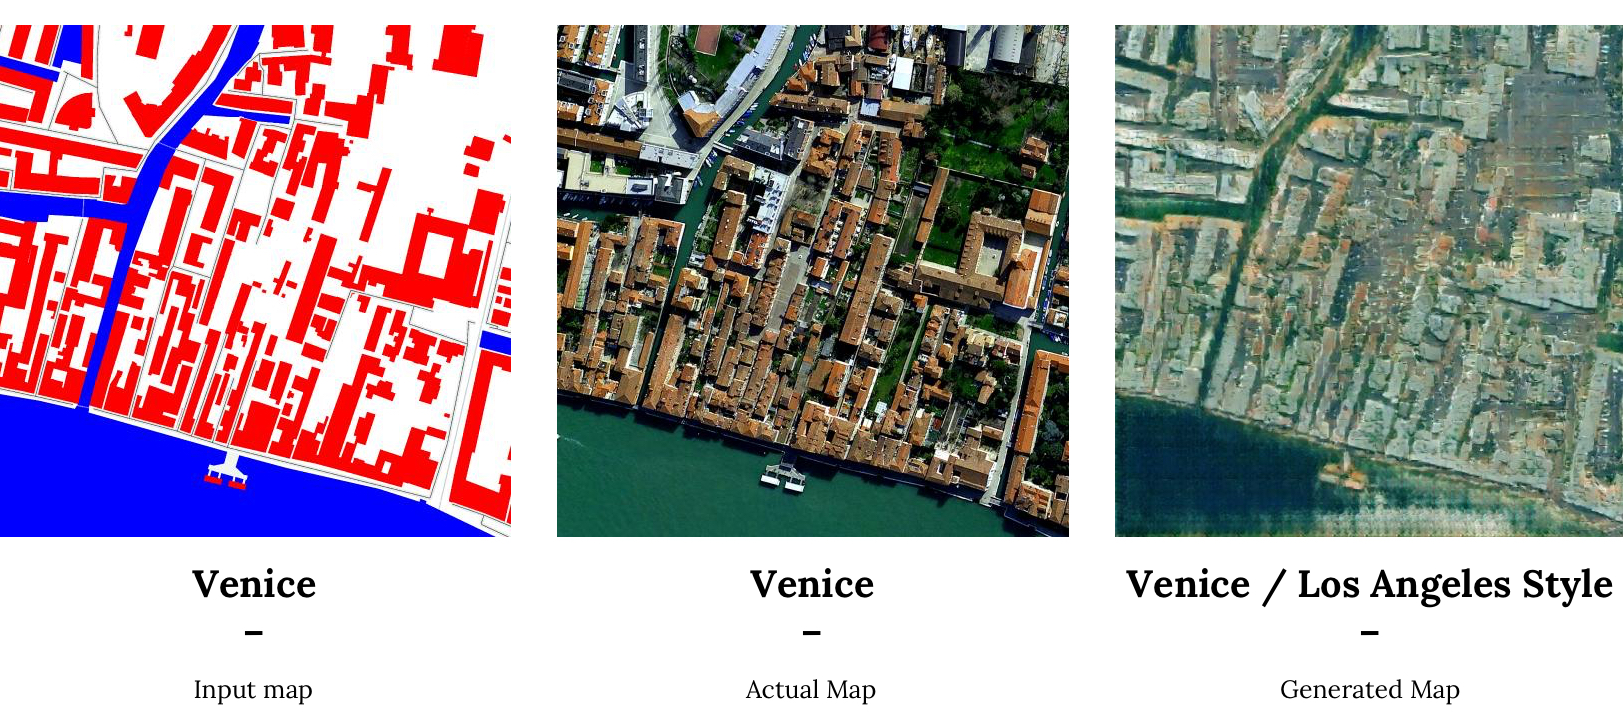 Venice
Venice
Venice / Los Angeles Style
–
–
–
Input map
Actual Map
Generated Map